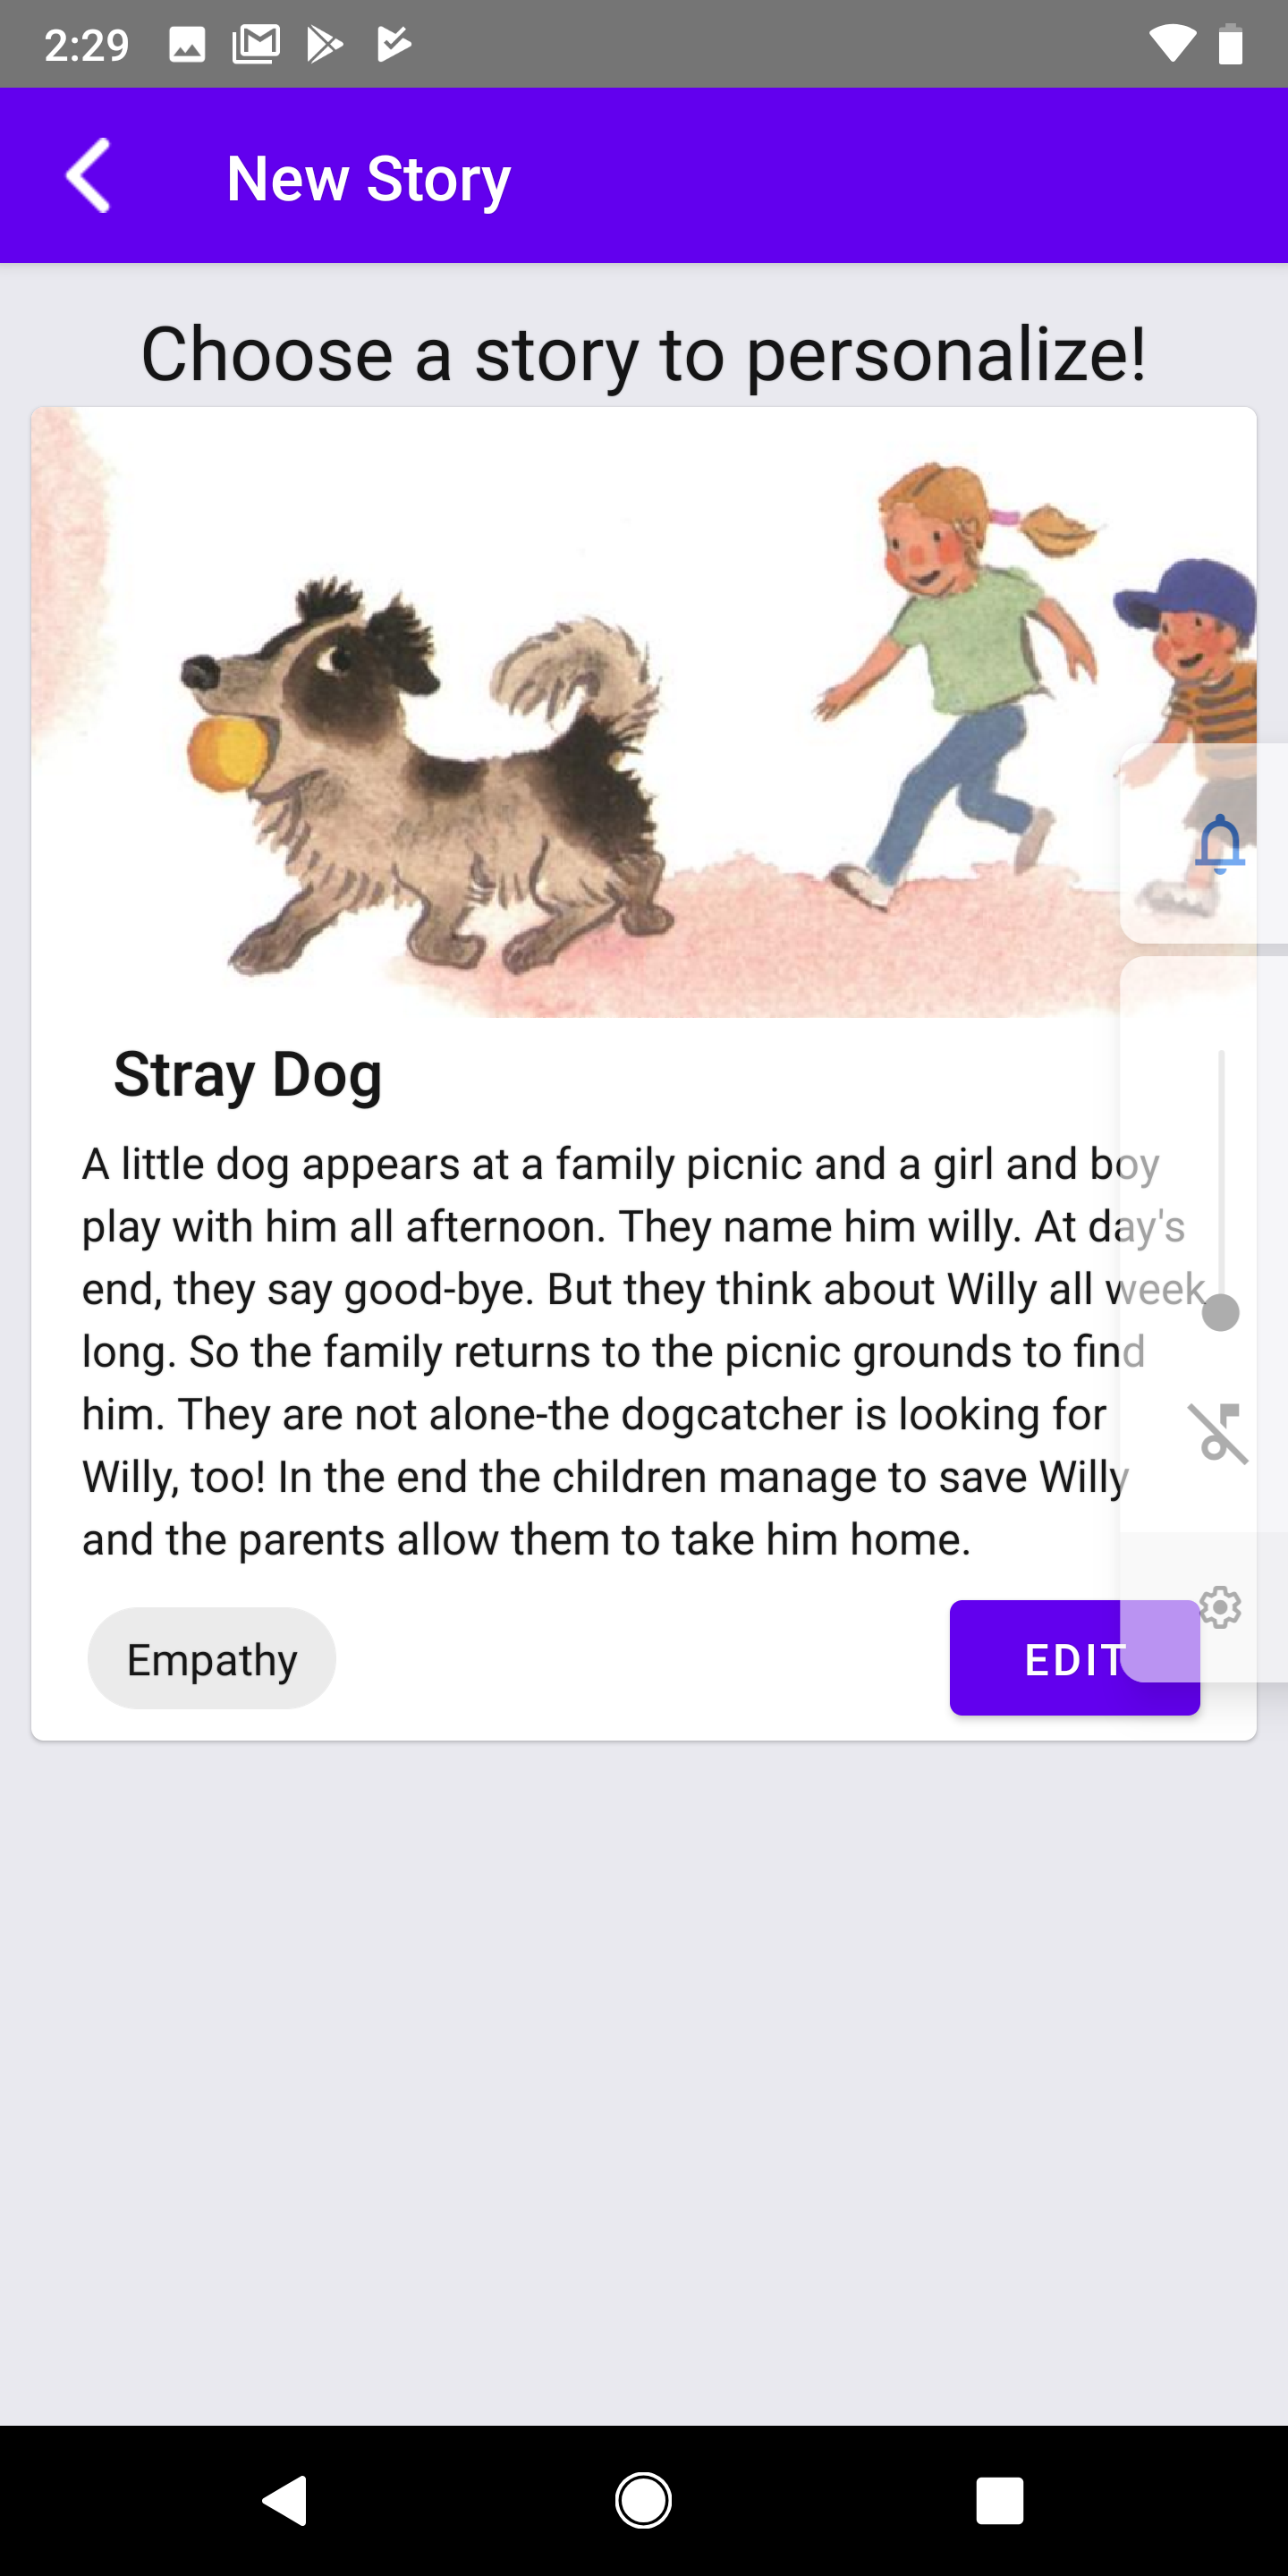 2:29
New Story
Choose a story to personalize!
Stray Dog
A little dog appears at a family picnic and a girl and boy
play with him all afternoon. They name him willy. At day's
end, they say good-bye. But they think about Willy all week
long. So the family returns to the picnic grounds to find
him. They are not alone-the dogcatcher is looking for
Willy, too! In the end the children manage to save Willy
and the parents allow them to take him home.
Empathy
EDIT